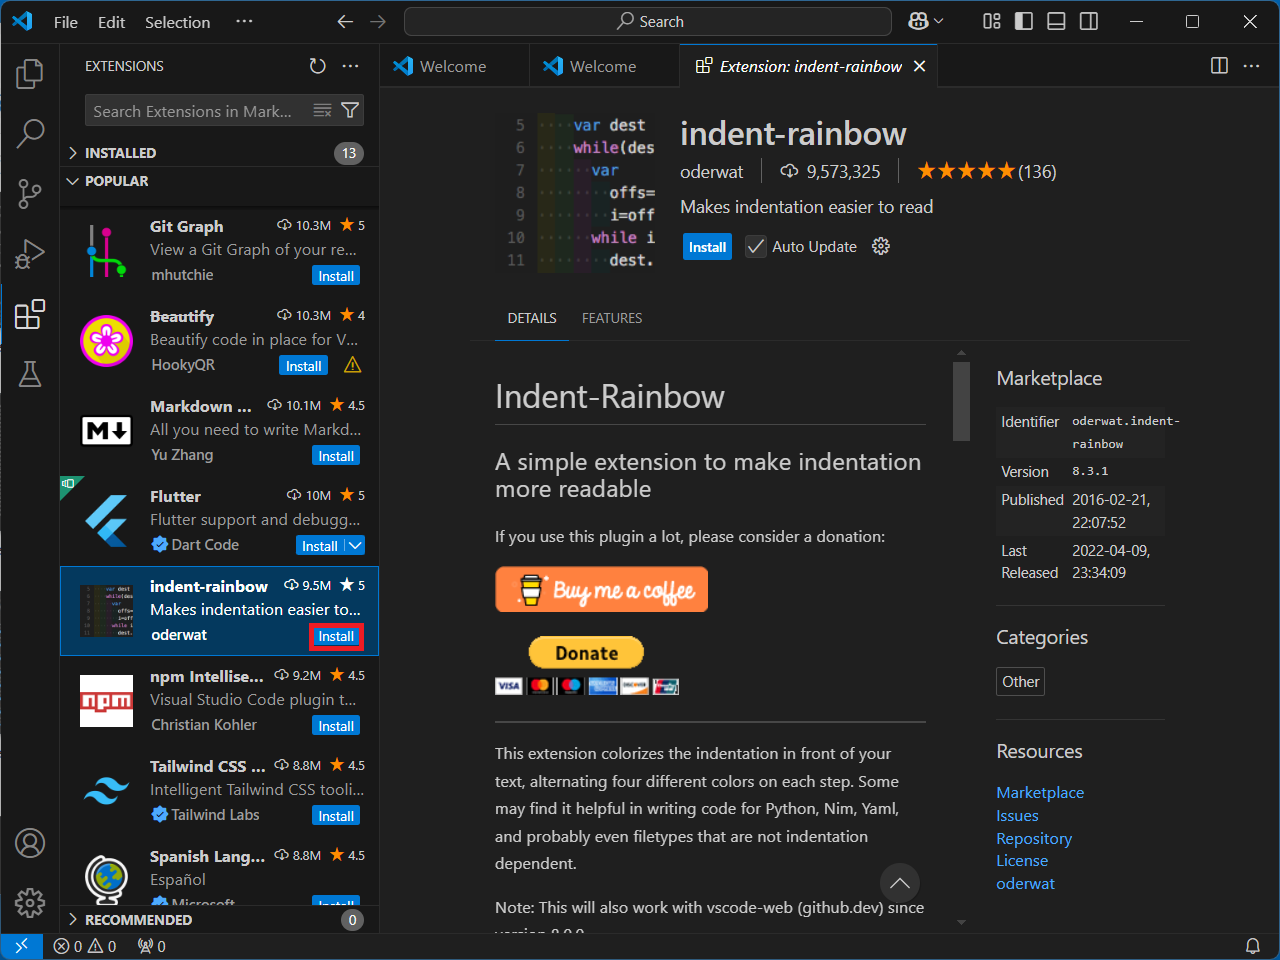 File Edit Selection ··· Search
EXTENSIONS
Search Extensions in Mark...
INSTALLED 13
POPULAR
Git Graph 10.3M 5
View a Git Graph of your re...
mhutchie Install
Beautify 10.3M 4
Beautify code in place for V...
HookyQR Install
Markdown ... 10.1M 4.5
All you need to write Markd...
Yu Zhang Install
Flutter 10M 5
Flutter support and debugg...
Dart Code Install
indent-rainbow 9.5M 5
Makes indentation easier to...
oderwat Install
npm Intellise... 9.2M 4.5
npm
Visual Studio Code plugin t...
Christian Kohler Install
Tailwind CSS ... 8.8M 4.5
Intelligent Tailwind CSS tooli...
Tailwind Labs Install
Spanish Lang... 8.8M 4.5
Español
Microsoft Install
RECOMMENDED 0
0 0 0
Welcome Welcome Extension: indent-rainbow
5 var dest
6 while(des
7 var
8 offs=
9 i=off
10 while i
11 dest.
indent-rainbow
oderwat 9,573,325 (136)
Makes indentation easier to read
Install Auto Update
DETAILS FEATURES
Indent-Rainbow
A simple extension to make indentation
more readable
If you use this plugin a lot, please consider a donation:
Buy me a coffee
Donate
VISA DISCOVER
This extension colorizes the indentation in front of your
text, alternating four different colors on each step. Some
may find it helpful in writing code for Python, Nim, Yaml,
and probably even filetypes that are not indentation
dependent.
Note: This will also work with vscode-web (github.dev) since
version 8.0.0
Marketplace
Identifier oderwat.indent-
rainbow
Version 8.3.1
Published 2016-02-21,
22:07:52
Last 2022-04-09,
Released 23:34:09
Categories
Other
Resources
Marketplace
Issues
Repository
License
oderwat